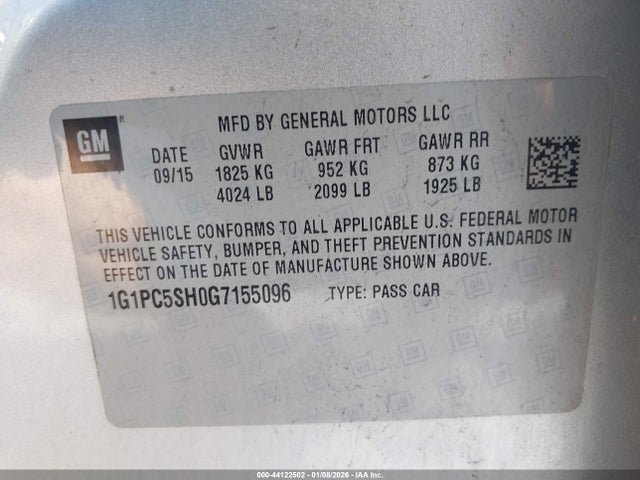 GM
MFD BY GENERAL MOTORS LLC
DATE GVWR GAWR FRT GAWR RR
09/15 1825 KG 952 KG 873 KG
4024 LB 2099 LB 1925 LB
THIS VEHICLE CONFORMS TO ALL APPLICABLE U.S. FEDERAL MOTOR
VEHICLE SAFETY, BUMPER, AND THEFT PREVENTION STANDARDS IN
EFFECT ON THE DATE OF MANUFACTURE SHOWN ABOVE.
1G1PC5SH0G7155096 TYPE: PASS CAR
000-44122502 - 01/08/2026 - © IAA Inc.